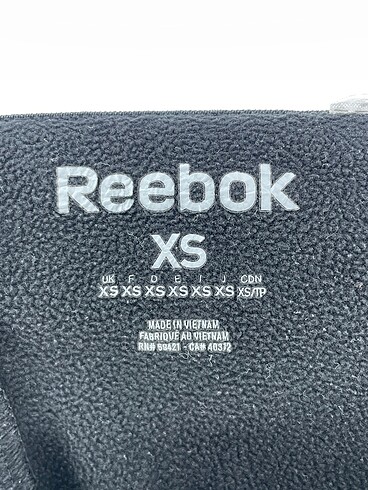 Reebok
XS
UK F D E I J CDN
XS XS XS XS XS XS XS/TP
MADE IN VIETNAM
FABRIQUÉ AU VIETNAM
RN# 56421 - CA# 40372